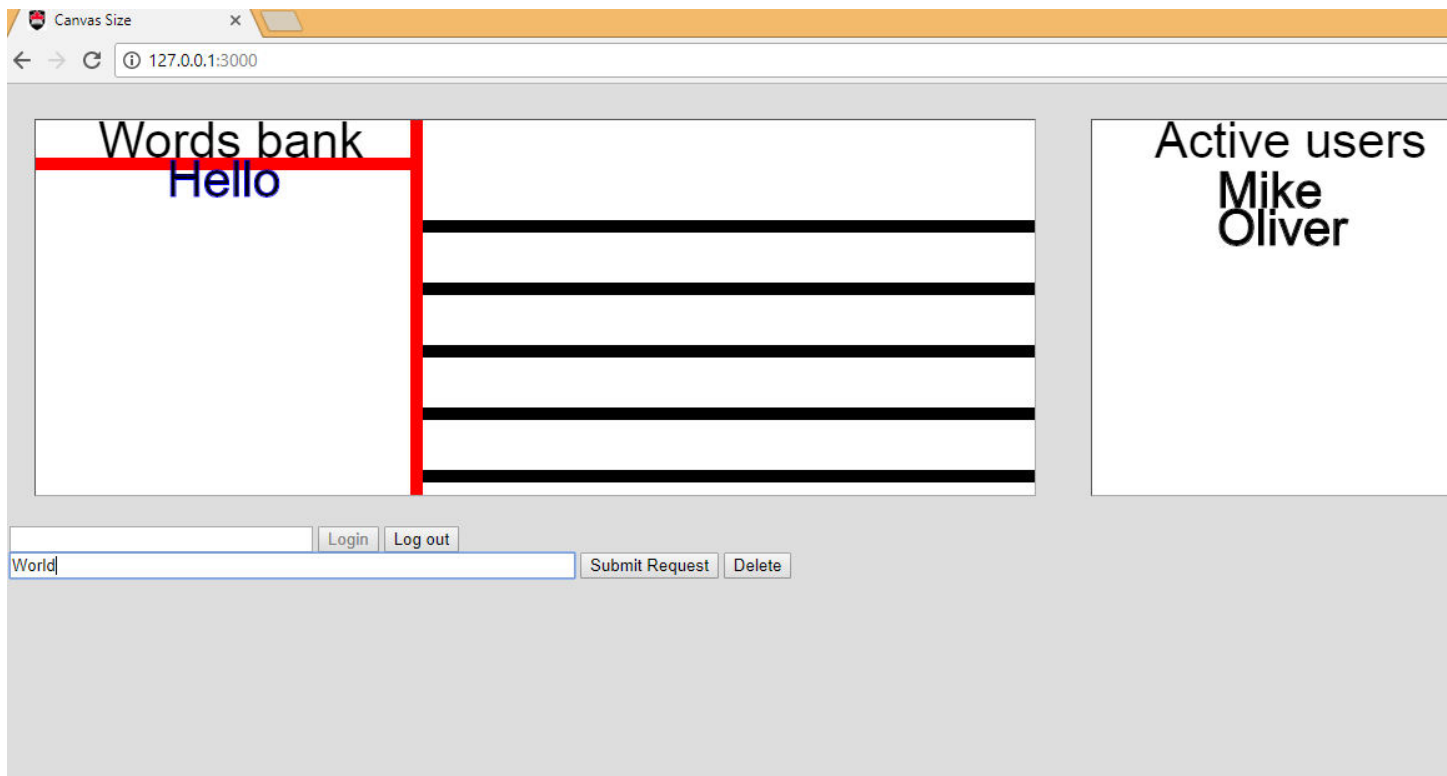 Canvas Size
127.0.0.1:3000
Words bank
Hello
Active users
Mike
Oliver
Login Log out
World Submit Request Delete